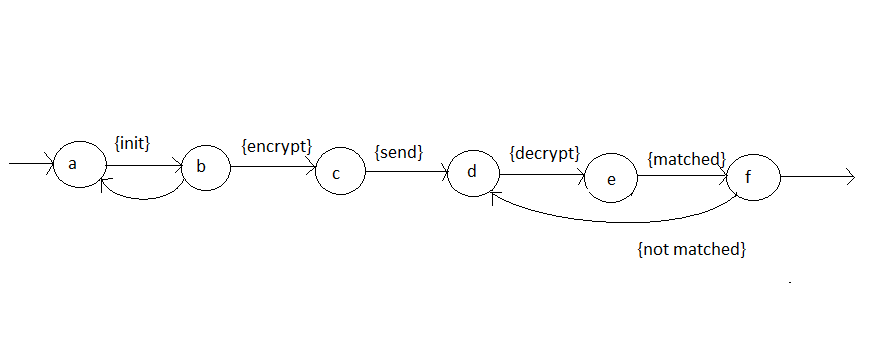 {init}
{encrypt}
{send}
{decrypt}
{matched}
a
b
c
d
e
f
{not matched}